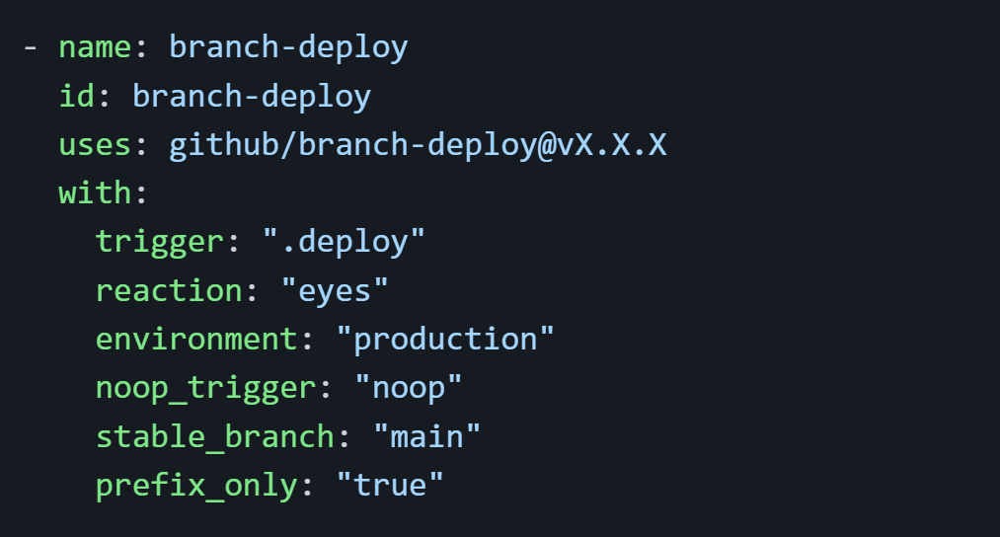 - name: branch-deploy
  id: branch-deploy
  uses: github/branch-deploy@vX.X.X
  with:
    trigger: ".deploy"
    reaction: "eyes"
    environment: "production"
    noop_trigger: "noop"
    stable_branch: "main"
    prefix_only: "true"